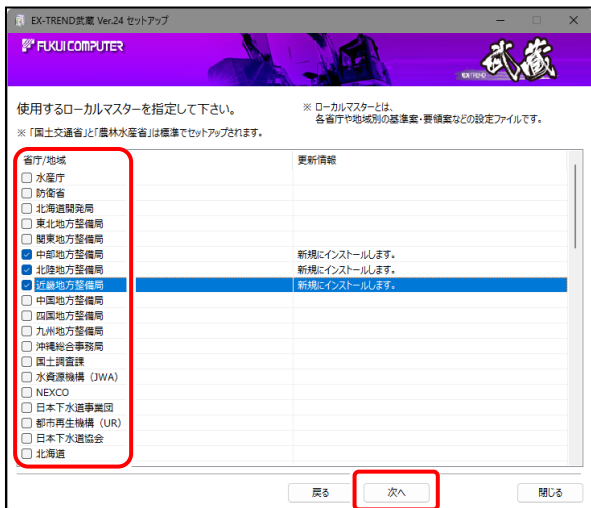 EX-TREND武蔵 Ver.24 セットアップ
FUKUI COMPUTER
EX-TREND 武蔵
使用するローカルマスターを指定して下さい。
※ ローカルマスターとは、
各省庁や地域別の基準案・要領案などの設定ファイルです。
※ 「国土交通省」と「農林水産省」は標準でセットアップされます。
省庁/地域 更新情報
水産庁
防衛省
北海道開発局
東北地方整備局
関東地方整備局
中部地方整備局 新規にインストールします。
北陸地方整備局 新規にインストールします。
近畿地方整備局 新規にインストールします。
中国地方整備局
四国地方整備局
九州地方整備局
沖縄総合事務局
国土調査課
水資源機構（JWA）
NEXCO
日本下水道事業団
都市再生機構（UR）
日本下水道協会
北海道
戻る 次へ 閉じる